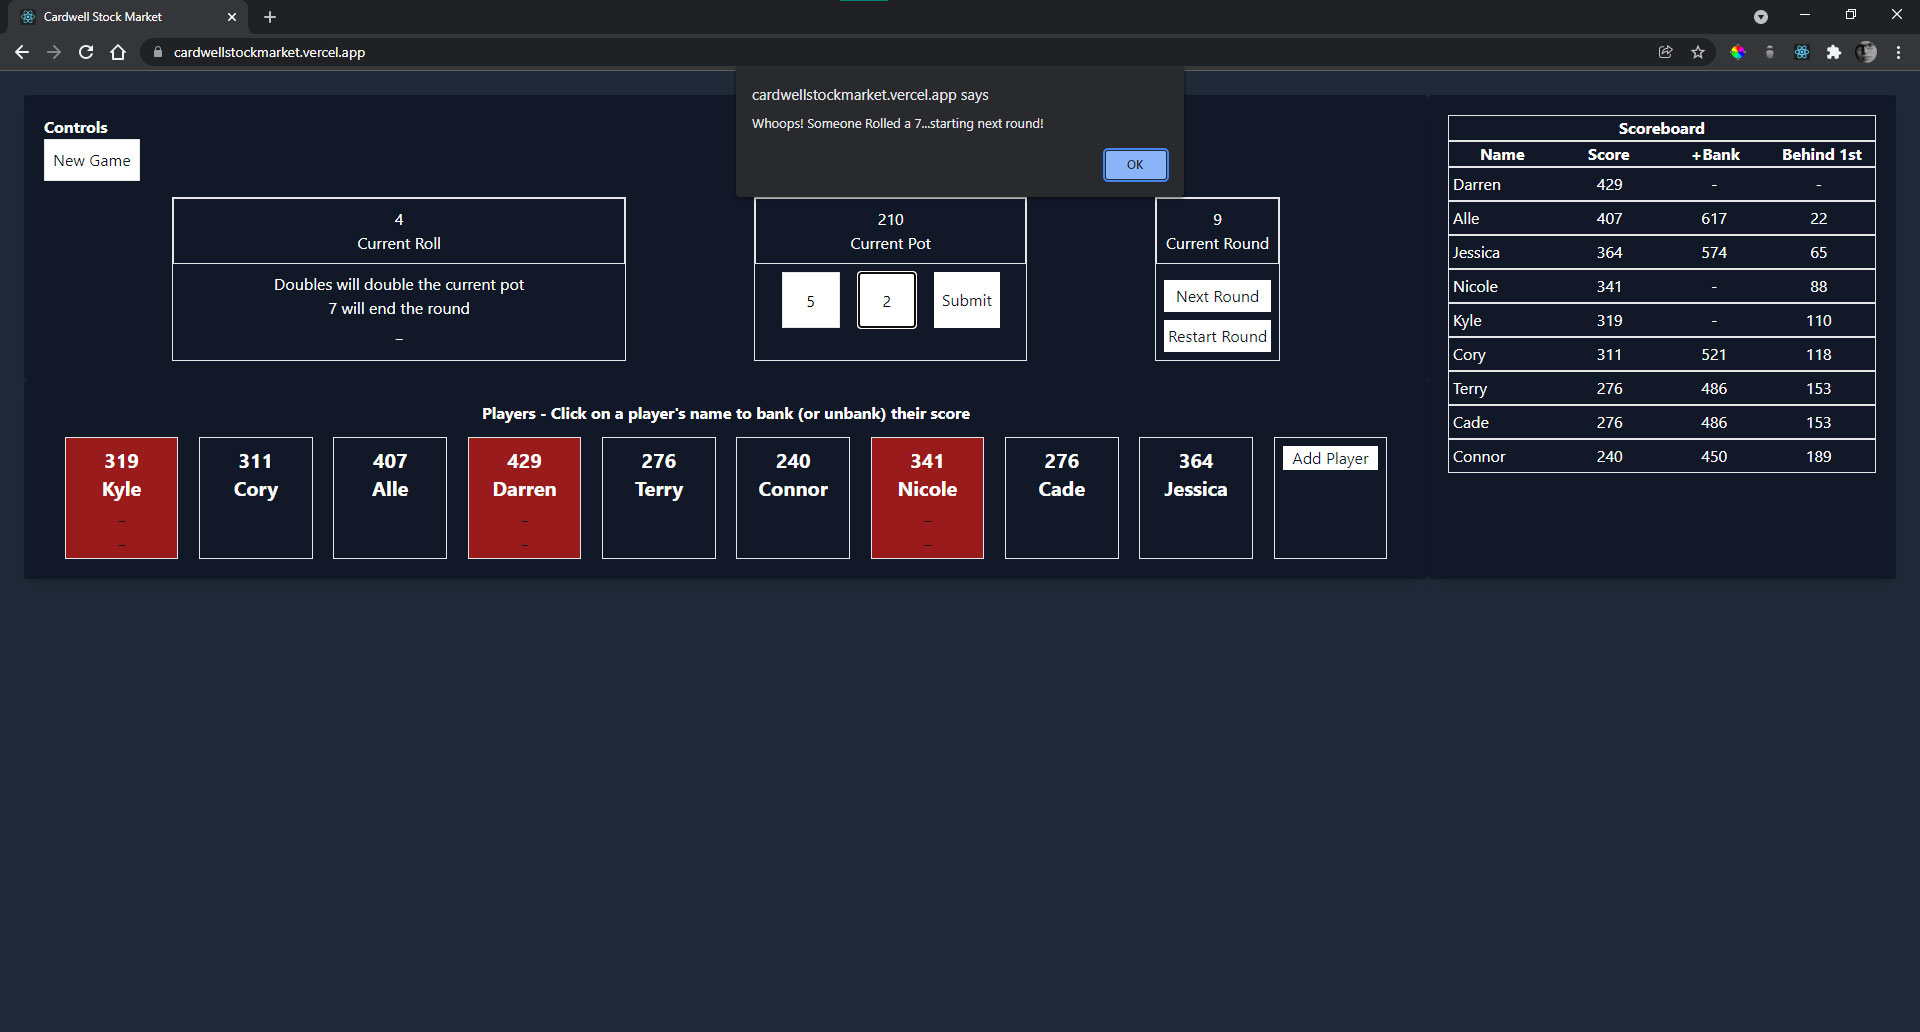 Cardwell Stock Market
cardwellstockmarket.vercel.app
cardwellstockmarket.vercel.app says
Whoops! Someone Rolled a 7...starting next round!
OK
Controls
New Game
4
Current Roll
Doubles will double the current pot
7 will end the round
–
210
Current Pot
5 2 Submit
9
Current Round
Next Round
Restart Round
Players - Click on a player's name to bank (or unbank) their score
319
Kyle
–
–
311
Cory
407
Alle
429
Darren
–
–
276
Terry
240
Connor
341
Nicole
–
–
276
Cade
364
Jessica
Add Player
Scoreboard
Name Score +Bank Behind 1st
Darren 429 - -
Alle 407 617 22
Jessica 364 574 65
Nicole 341 - 88
Kyle 319 - 110
Cory 311 521 118
Terry 276 486 153
Cade 276 486 153
Connor 240 450 189